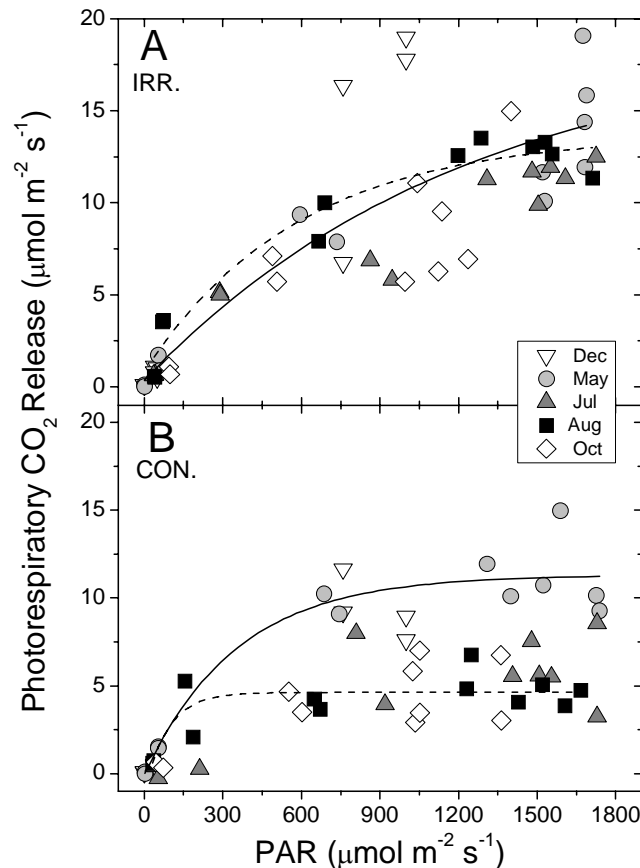 Photorespiratory CO2 Release (μmol m-2 s-1)
20
A
IRR.
15
10
5
0
Dec
May
Jul
Aug
Oct
20
B
CON.
15
10
5
0
0 300 600 900 1200 1500 1800
PAR (μmol m-2 s-1)